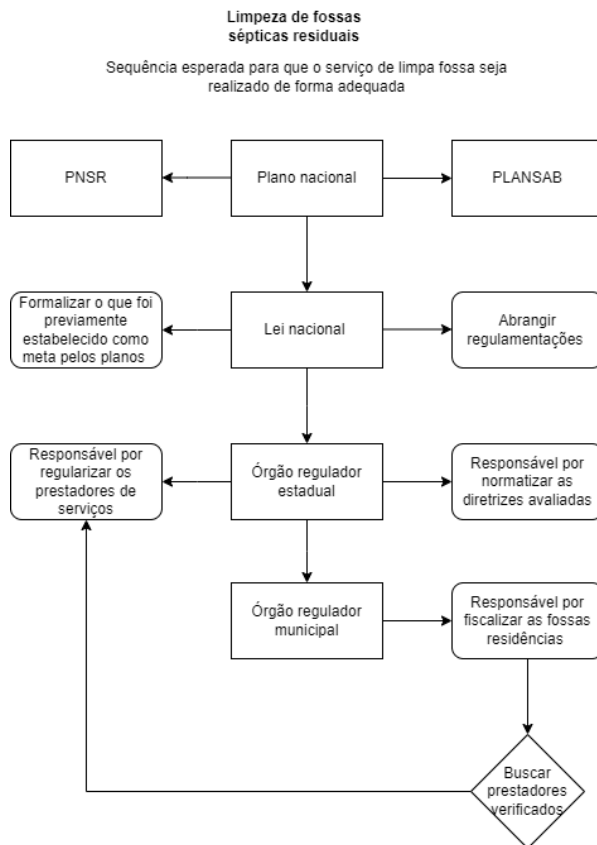 Limpeza de fossas
sépticas residuais
Sequência esperada para que o serviço de limpa fossa seja
realizado de forma adequada
PNSR
Plano nacional
PLANSAB
Formalizar o que foi
previamente
estabelecido como
meta pelos planos
Lei nacional
Abrangir
regulamentações
Responsável por
regularizar os
prestadores de
serviços
Órgão regulador
estadual
Responsável por
normatizar as
diretrizes avaliadas
Órgão regulador
municipal
Responsável por
fiscalizar as fossas
residências
Buscar
prestadores
verificados